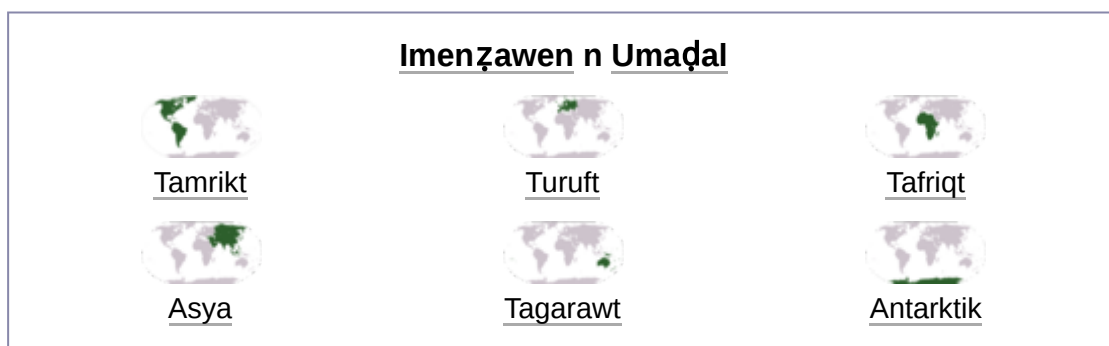 Imenẓawen n Umaḍal
Tamrikt Turuft Tafriqt
Asya Tagarawt Antarktik